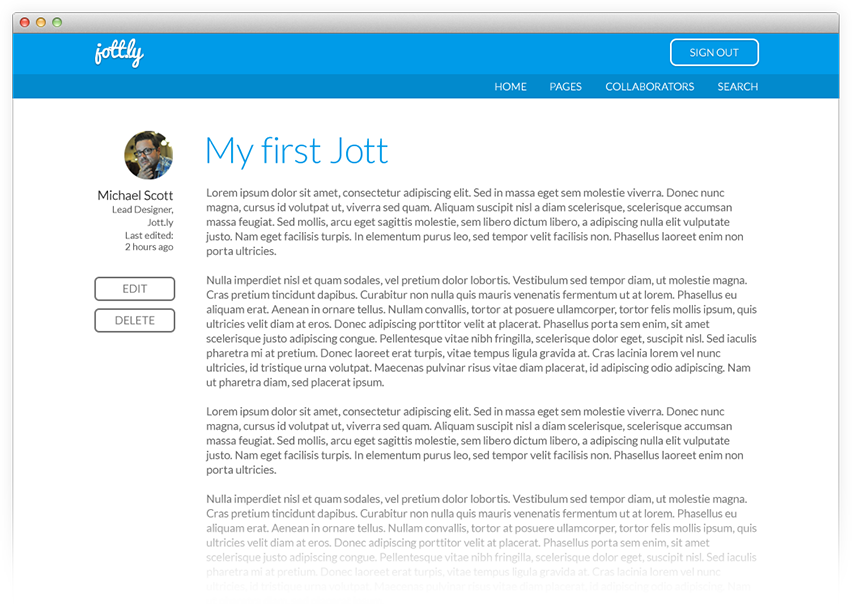 jott.ly
SIGN OUT
HOME PAGES COLLABORATORS SEARCH
My first Jott
Michael Scott
Lead Designer,
Jott.ly
Last edited:
2 hours ago
EDIT
DELETE
Lorem ipsum dolor sit amet, consectetur adipiscing elit. Sed in massa eget sem molestie viverra. Donec nunc
magna, cursus id volutpat ut, viverra sed quam. Aliquam suscipit nisl a diam scelerisque, scelerisque accumsan
massa feugiat. Sed mollis, arcu eget sagittis molestie, sem libero dictum libero, a adipiscing nulla elit vulputate
justo. Nam eget facilisis turpis. In elementum purus leo, sed tempor velit facilisis non. Phasellus laoreet enim non
porta ultricies.
Nulla imperdiet nisl et quam sodales, vel pretium dolor lobortis. Vestibulum sed tempor diam, ut molestie magna.
Cras pretium tincidunt dapibus. Curabitur non nulla quis mauris venenatis fermentum ut at lorem. Phasellus eu
aliquam erat. Aenean in ornare tellus. Nullam convallis, tortor at posuere ullamcorper, tortor felis mollis ipsum, quis
ultricies velit diam at eros. Donec adipiscing porttitor velit at placerat. Phasellus porta sem enim, sit amet
scelerisque justo adipiscing congue. Pellentesque vitae nibh fringilla, scelerisque dolor eget, suscipit nisl. Sed iaculis
pharetra mi at pretium. Donec laoreet erat turpis, vitae tempus ligula gravida at. Cras lacinia lorem vel nunc
ultricies, id tristique urna volutpat. Maecenas pulvinar risus vitae diam placerat, id adipiscing odio adipiscing. Nam
ut pharetra diam, sed placerat ipsum.
Lorem ipsum dolor sit amet, consectetur adipiscing elit. Sed in massa eget sem molestie viverra. Donec nunc
magna, cursus id volutpat ut, viverra sed quam. Aliquam suscipit nisl a diam scelerisque, scelerisque accumsan
massa feugiat. Sed mollis, arcu eget sagittis molestie, sem libero dictum libero, a adipiscing nulla elit vulputate
justo. Nam eget facilisis turpis. In elementum purus leo, sed tempor velit facilisis non. Phasellus laoreet enim non
porta ultricies.
Nulla imperdiet nisl et quam sodales, vel pretium dolor lobortis. Vestibulum sed tempor diam, ut molestie magna.
Cras pretium tincidunt dapibus. Curabitur non nulla quis mauris venenatis fermentum ut at lorem. Phasellus eu
aliquam erat. Aenean in ornare tellus. Nullam convallis, tortor at posuere ullamcorper, tortor felis mollis ipsum, quis
ultricies velit diam at eros. Donec adipiscing porttitor velit at placerat. Phasellus porta sem enim, sit amet
scelerisque justo adipiscing congue. Pellentesque vitae nibh fringilla, scelerisque dolor eget, suscipit nisl. Sed iaculis
pharetra mi at pretium. Donec laoreet erat turpis, vitae tempus ligula gravida at. Cras lacinia lorem vel nunc